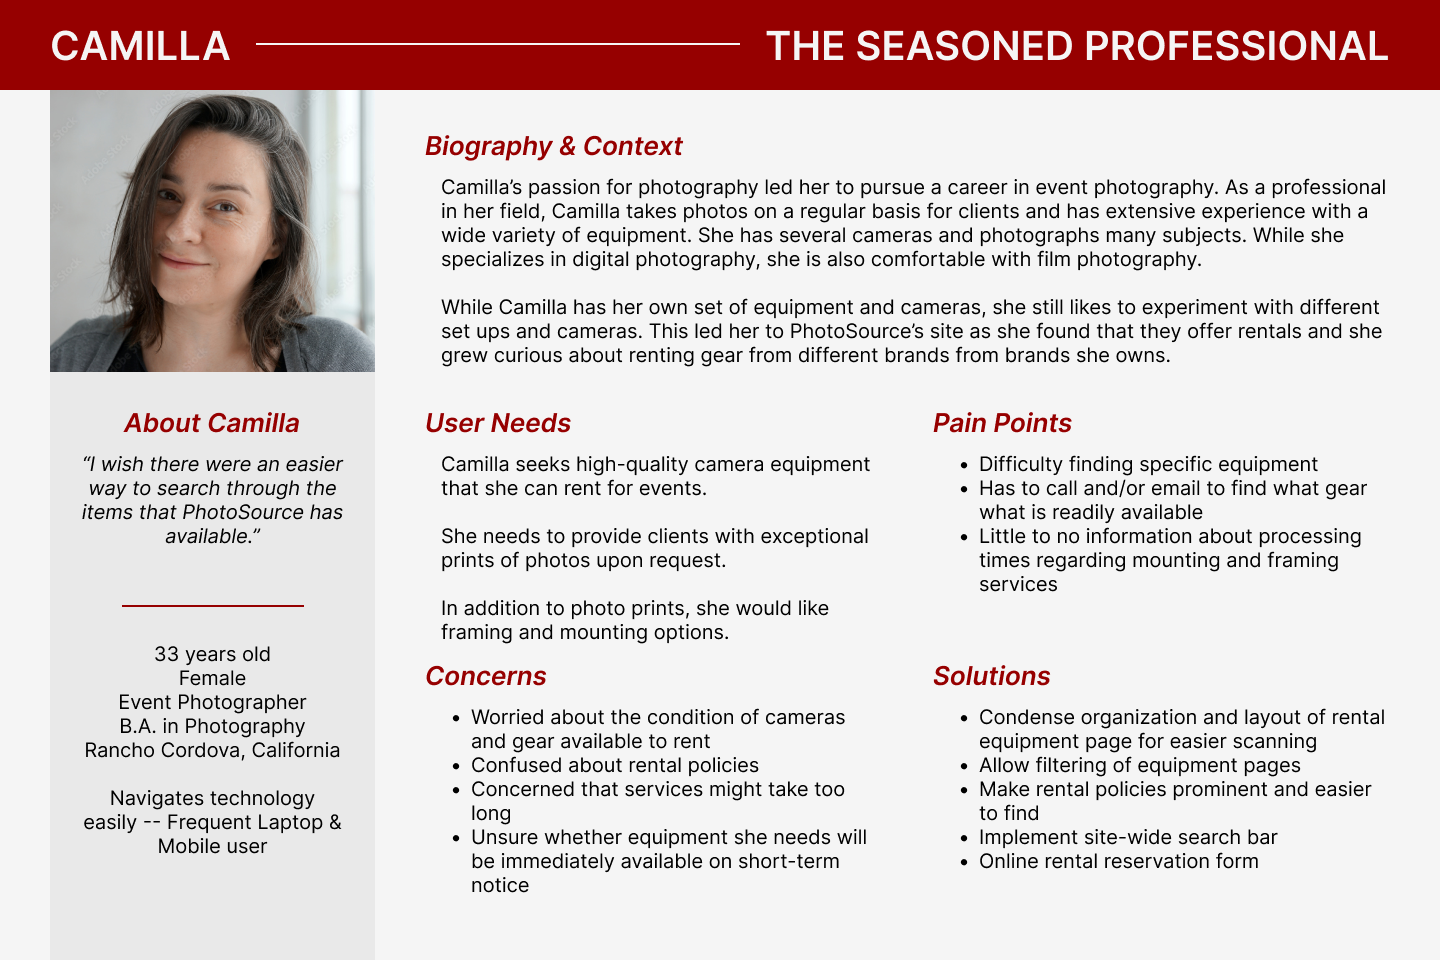 CAMILLA
THE SEASONED PROFESSIONAL
Biography & Context
Camilla’s passion for photography led her to pursue a career in event photography. As a professional
in her field, Camilla takes photos on a regular basis for clients and has extensive experience with a
wide variety of equipment. She has several cameras and photographs many subjects. While she
specializes in digital photography, she is also comfortable with film photography.
While Camilla has her own set of equipment and cameras, she still likes to experiment with different
set ups and cameras. This led her to PhotoSource’s site as she found that they offer rentals and she
grew curious about renting gear from different brands from brands she owns.
About Camilla
“I wish there were an easier
way to search through the
items that PhotoSource has
available.”
33 years old
Female
Event Photographer
B.A. in Photography
Rancho Cordova, California
Navigates technology
easily -- Frequent Laptop &
Mobile user
User Needs
Camilla seeks high-quality camera equipment
that she can rent for events.
She needs to provide clients with exceptional
prints of photos upon request.
In addition to photo prints, she would like
framing and mounting options.
Pain Points
• Difficulty finding specific equipment
• Has to call and/or email to find what gear
what is readily available
• Little to no information about processing
times regarding mounting and framing
services
Concerns
• Worried about the condition of cameras
and gear available to rent
• Confused about rental policies
• Concerned that services might take too
long
• Unsure whether equipment she needs will
be immediately available on short-term
notice
Solutions
• Condense organization and layout of rental
equipment page for easier scanning
• Allow filtering of equipment pages
• Make rental policies prominent and easier
to find
• Implement site-wide search bar
• Online rental reservation form